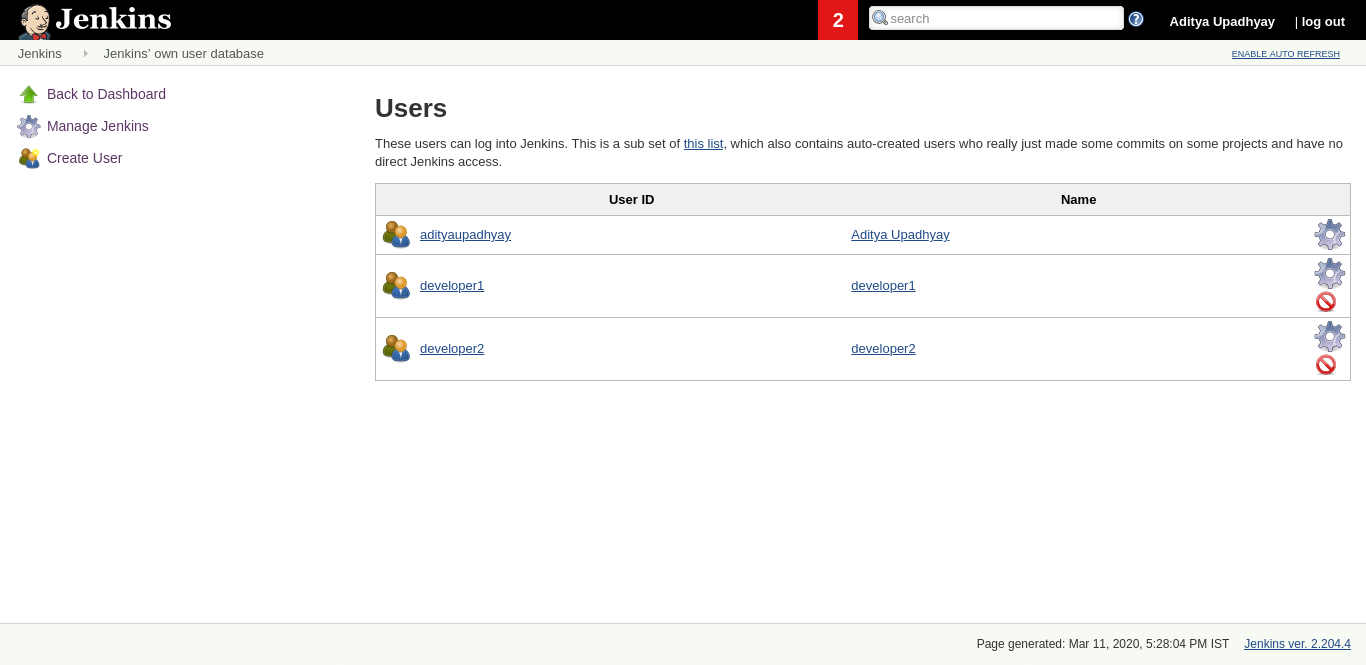 Jenkins
2
search
Aditya Upadhyay
| log out
Jenkins
Jenkins' own user database
ENABLE AUTO REFRESH
Back to Dashboard
Manage Jenkins
Create User
Users
These users can log into Jenkins. This is a sub set of this list, which also contains auto-created users who really just made some commits on some projects and have no
direct Jenkins access.
User ID Name
adityaupadhyay Aditya Upadhyay
developer1 developer1
developer2 developer2
Page generated: Mar 11, 2020, 5:28:04 PM IST Jenkins ver. 2.204.4